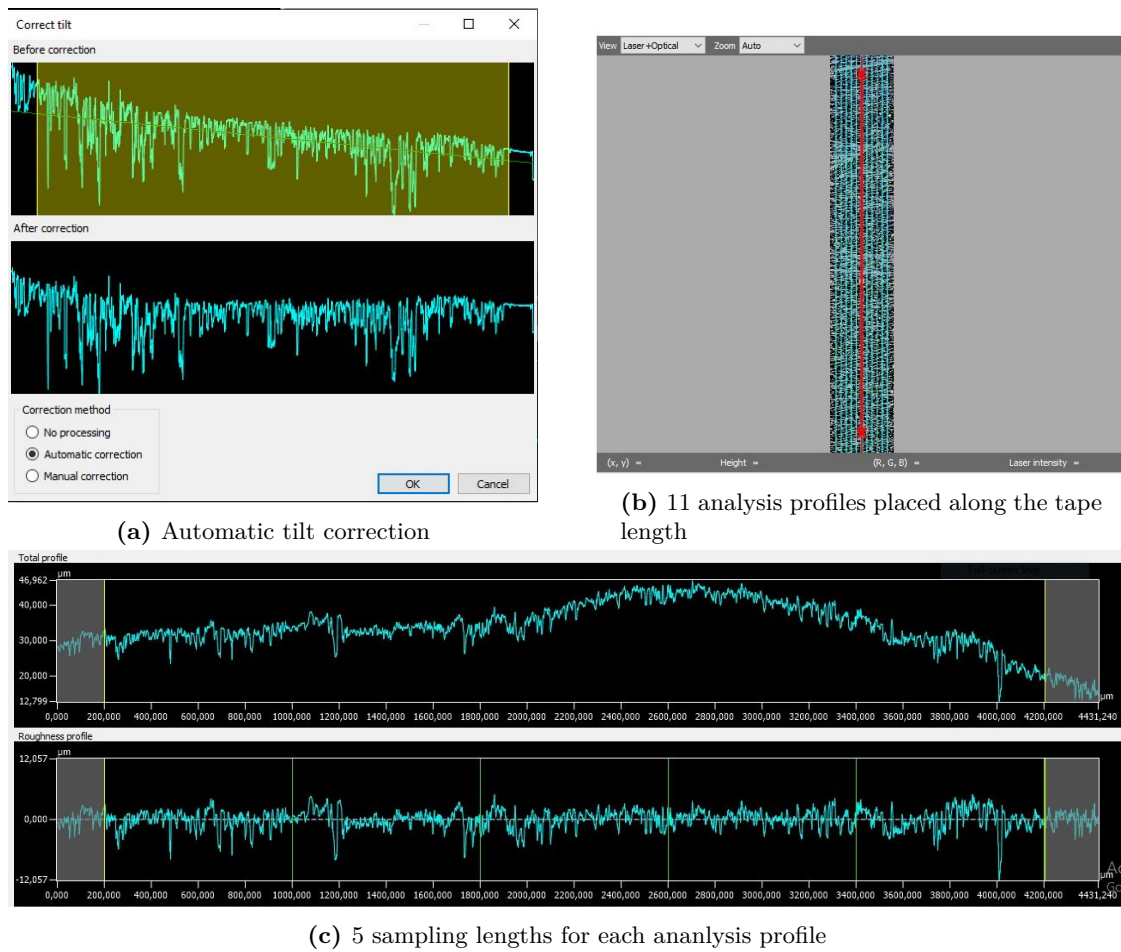 Correct tilt
Before correction
After correction
Correction method
No processing
Automatic correction
Manual correction
OK
Cancel
(a) Automatic tilt correction
View
Laser+Optical
Zoom
Auto
(x, y) =
Height =
(R, G, B) =
Laser intensity =
(b) 11 analysis profiles placed along the tape
length
Total profile
µm
46,962
40,000
30,000
20,000
12,799
0,000 200,000 400,000 600,000 800,000 1000,000 1200,000 1400,000 1600,000 1800,000 2000,000 2200,000 2400,000 2600,000 2800,000 3000,000 3200,000 3400,000 3600,000 3800,000 4000,000 4200,000 4431,240
µm
Roughness profile
µm
12,057
0,000
-12,057
0,000 200,000 400,000 600,000 800,000 1000,000 1200,000 1400,000 1600,000 1800,000 2000,000 2200,000 2400,000 2600,000 2800,000 3000,000 3200,000 3400,000 3600,000 3800,000 4000,000 4200,000 4431,240
µm
(c) 5 sampling lengths for each ananlysis profile